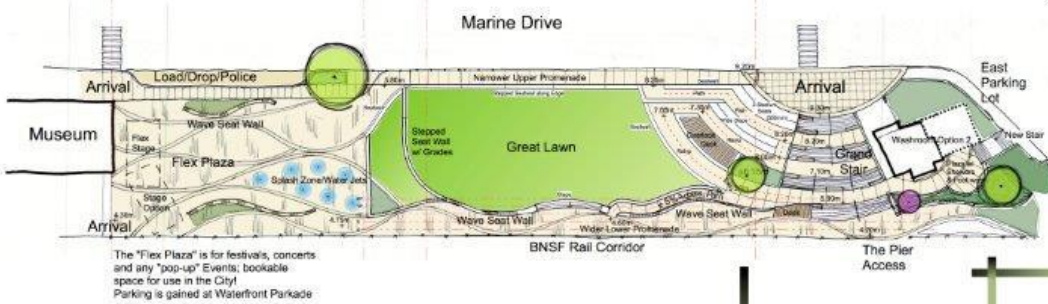 Marine Drive
Load/Drop/Police
Arrival
Narrower Upper Promenade
Arrival
East
Parking
Lot
Museum
Wave Seat Wall
Flex
Stage
Flex Plaza
Stepped
Seat Wall
w/ Grades
Great Lawn
Grand
Stair
Washroom Option 2
New Stair
Splash Zone/Water Jets
Stage
Option
Arrival
Wave Seat Wall
Wave Seat Wall
Wider Lower Promenade
BNSF Rail Corridor
The Pier
Access
The "Flex Plaza" is for festivals, concerts
and any "pop-up" Events; bookable
space for use in the City!
Parking is gained at Waterfront Parkade